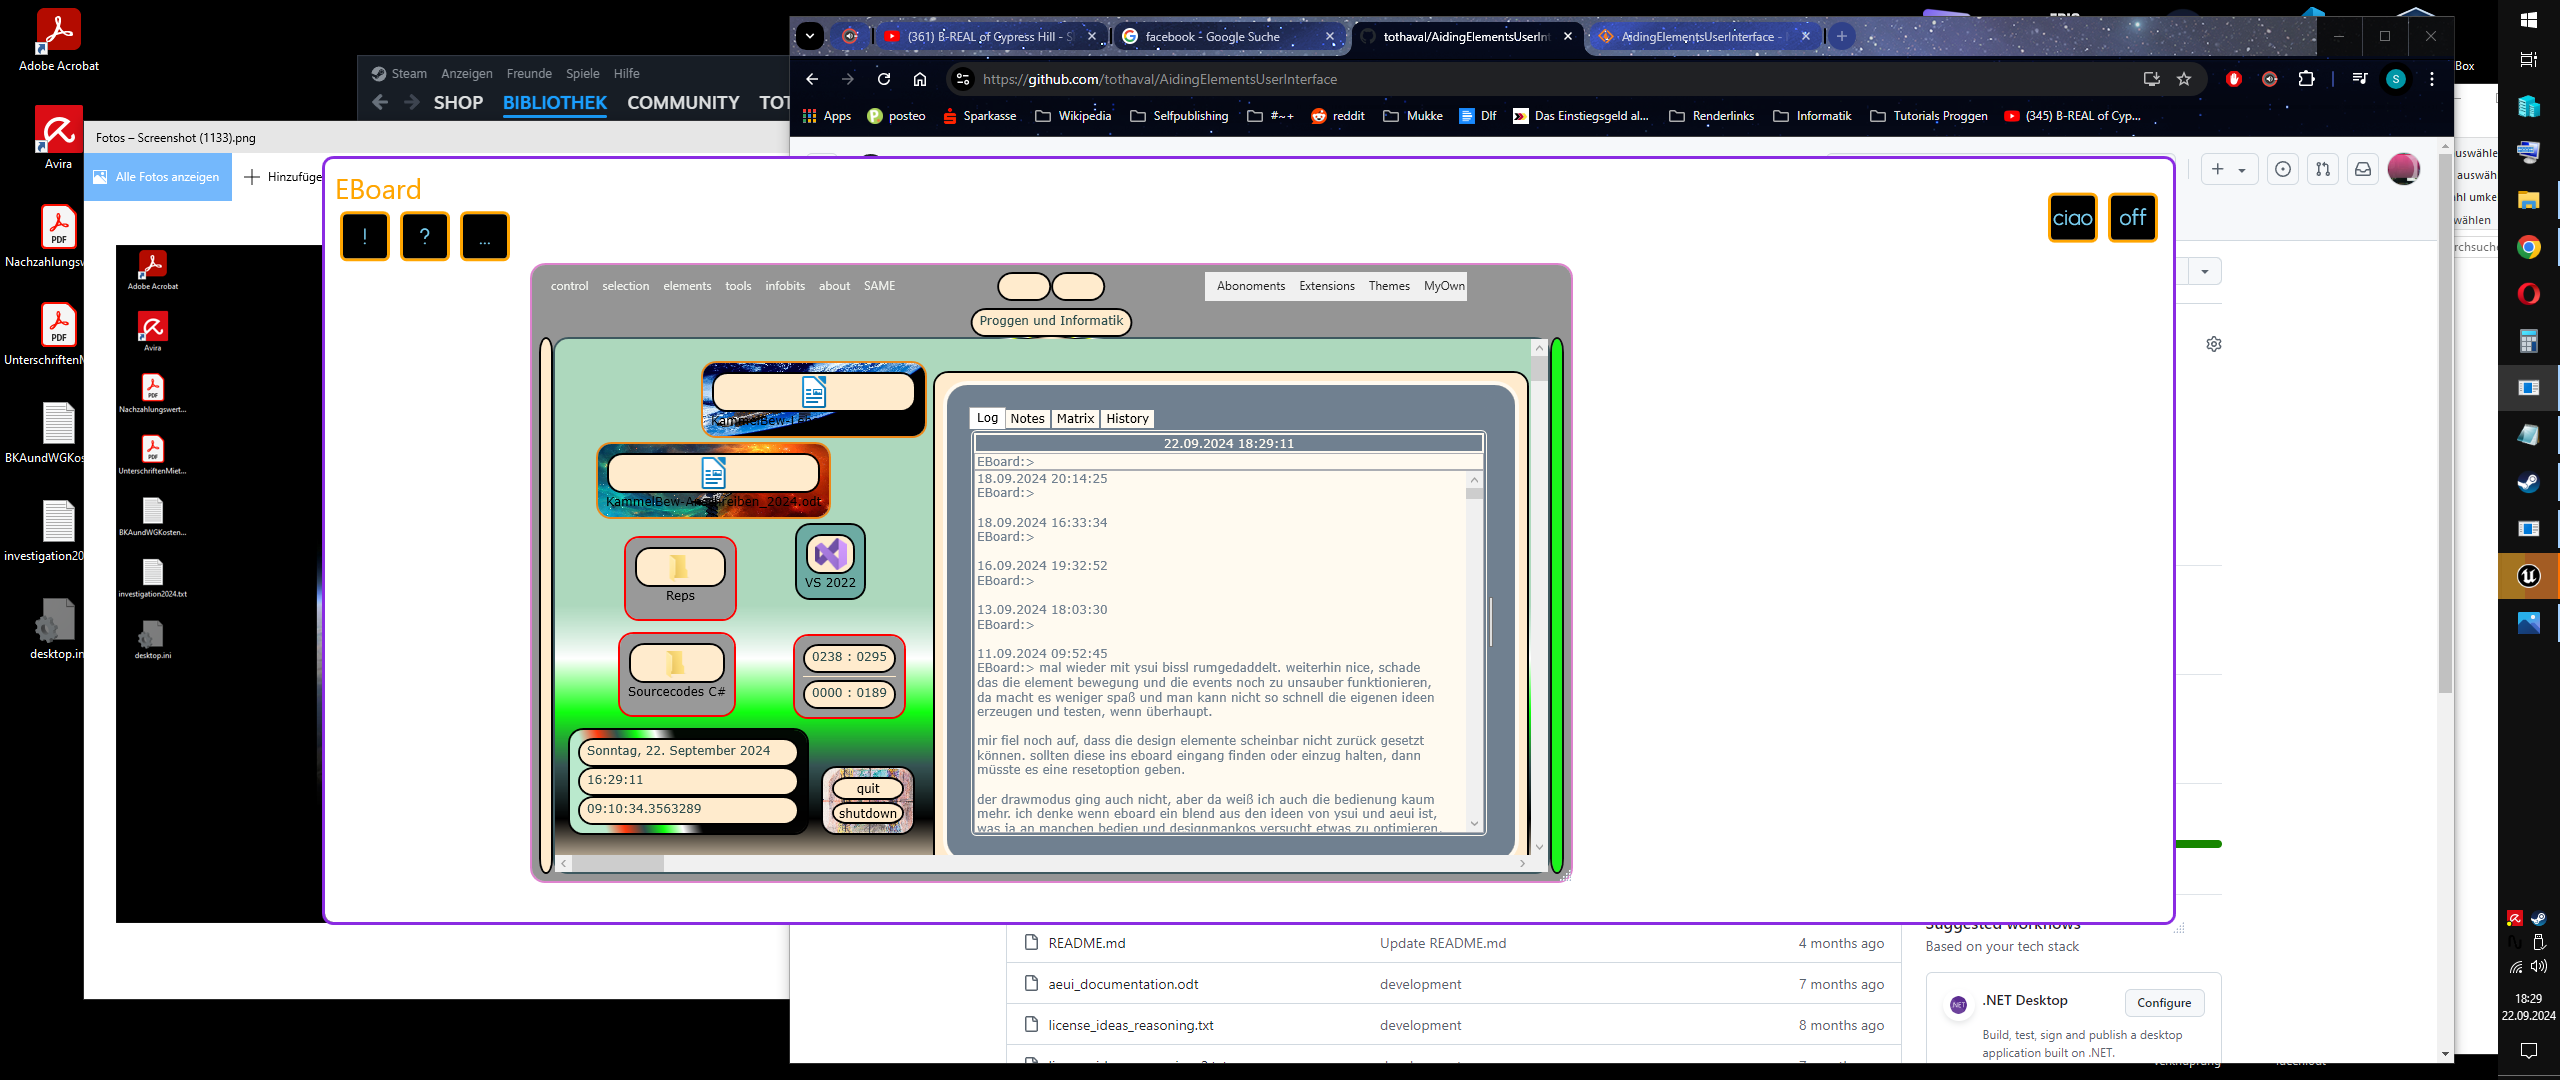 Adobe Acrobat
Avira
Nachzahlungsw
UnterschriftenM
BKAundWGKos
investigation20
desktop.in
Steam Anzeigen Freunde Spiele Hilfe
SHOP BIBLIOTHEK COMMUNITY TOT
Fotos – Screenshot (1133).png
Alle Fotos anzeigen
Hinzufüge
Adobe Acrobat
Avira
Nachzahlungswert...
UnterschriftenMiet...
BKAundWGKosten...
investigation2024.txt
desktop.ini
(361) B-REAL of Cypress Hill - S
facebook - Google Suche
tothaval/AidingElementsUserInt
AidingElementsUserInterface -
https://github.com/tothaval/AidingElementsUserInterface
S
Apps posteo Sparkasse Wikipedia Selfpublishing #~+ reddit Mukke Dlf Das Einstiegsgeld al... Renderlinks Informatik Tutorials Proggen (345) B-REAL of Cyp...
EBoard
! ? ...
ciao off
control selection elements tools infobits about SAME
Abonoments Extensions Themes MyOwn
Proggen und Informatik
KammelBew-Anschreiben_2024.odt
Reps
VS 2022
Sourcecodes C#
0238 : 0295
0000 : 0189
Sonntag, 22. September 2024
16:29:11
09:10:34.3563289
quit
shutdown
Log Notes Matrix History
22.09.2024 18:29:11
EBoard:>
18.09.2024 20:14:25
EBoard:>
18.09.2024 16:33:34
EBoard:>
16.09.2024 19:32:52
EBoard:>
13.09.2024 18:03:30
EBoard:>
11.09.2024 09:52:45
EBoard:> mal wieder mit ysui bissl rumgedaddelt. weiterhin nice, schade
das die element bewegung und die events noch zu unsauber funktionieren,
da macht es weniger spaß und man kann nicht so schnell die eigenen ideen
erzeugen und testen, wenn überhaupt.
mir fiel noch auf, dass die design elemente scheinbar nicht zurück gesetzt
können. sollten diese ins eboard eingang finden oder einzug halten, dann
müsste es eine resetoption geben.
der drawmodus ging auch nicht, aber da weiß ich auch die bedienung kaum
mehr. ich denke wenn eboard ein blend aus den ideen von ysui und aeui ist,
was ja an manchen bedien und designmankos versucht etwas zu optimieren,
README.md Update README.md 4 months ago
aeui_documentation.odt development 7 months ago
license_ideas_reasoning.txt development 8 months ago
Suggested workflows
Based on your tech stack
.NET Desktop
Configure
Build, test, sign and publish a desktop
application built on .NET.
Box
uswähle
auswäh
hl umke
wählen
rchsuche
18:29
22.09.2024